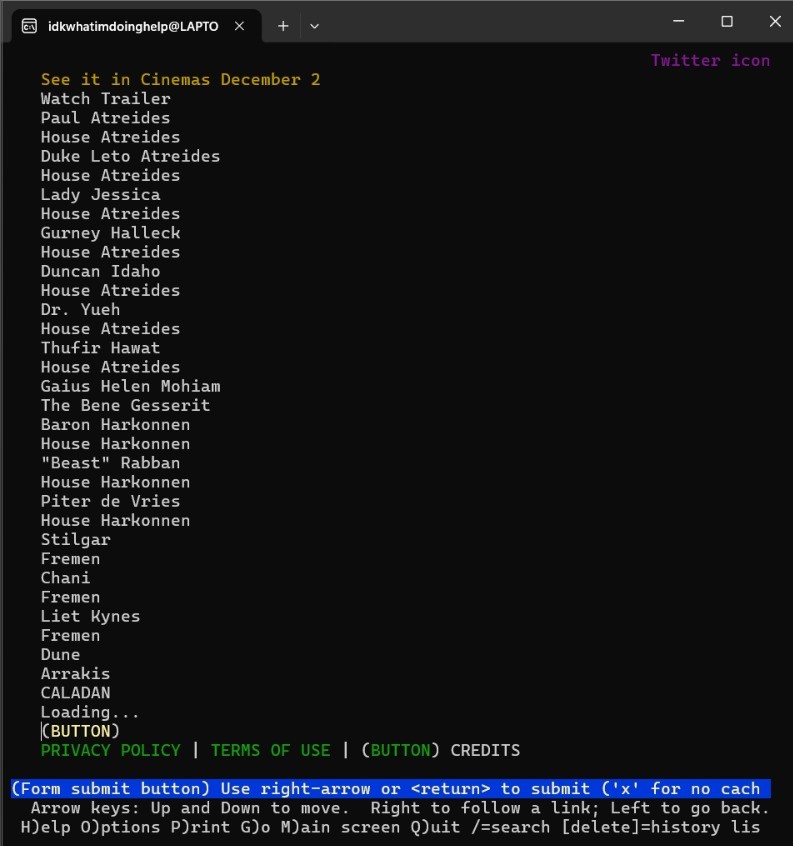 idkwhatimdoinghelp@LAPTO
Twitter icon
See it in Cinemas December 2
Watch Trailer
Paul Atreides
House Atreides
Duke Leto Atreides
House Atreides
Lady Jessica
House Atreides
Gurney Halleck
House Atreides
Duncan Idaho
House Atreides
Dr. Yueh
House Atreides
Thufir Hawat
House Atreides
Gaius Helen Mohiam
The Bene Gesserit
Baron Harkonnen
House Harkonnen
"Beast" Rabban
House Harkonnen
Piter de Vries
House Harkonnen
Stilgar
Fremen
Chani
Fremen
Liet Kynes
Fremen
Dune
Arrakis
CALADAN
Loading...
(BUTTON)
PRIVACY POLICY | TERMS OF USE | (BUTTON) CREDITS
(Form submit button) Use right-arrow or <return> to submit ('x' for no cach
Arrow keys: Up and Down to move.  Right to follow a link; Left to go back.
H)elp O)ptions P)rint G)o M)ain screen Q)uit /=search [delete]=history lis